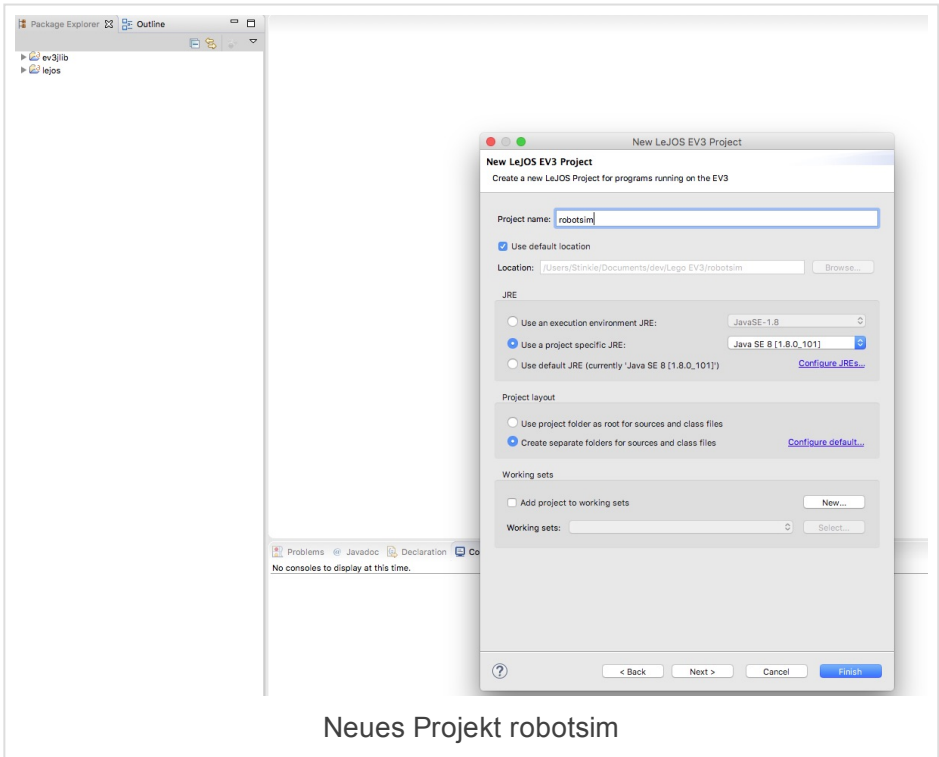 Package Explorer Outline
ev3jlib
lejos
New LeJOS EV3 Project
New LeJOS EV3 Project
Create a new LeJOS Project for programs running on the EV3
Project name: robotsim
Use default location
Location: /Users/Stinkie/Documents/dev/Lego EV3/robotsim Browse...
JRE
Use an execution environment JRE: JavaSE-1.8
Use a project specific JRE: Java SE 8 [1.8.0_101]
Use default JRE (currently 'Java SE 8 [1.8.0_101]') Configure JREs...
Project layout
Use project folder as root for sources and class files
Create separate folders for sources and class files Configure default...
Working sets
Add project to working sets New...
Working sets: Select...
Problems @ Javadoc Declaration Co
No consoles to display at this time.
? < Back Next > Cancel Finish
Neues Projekt robotsim